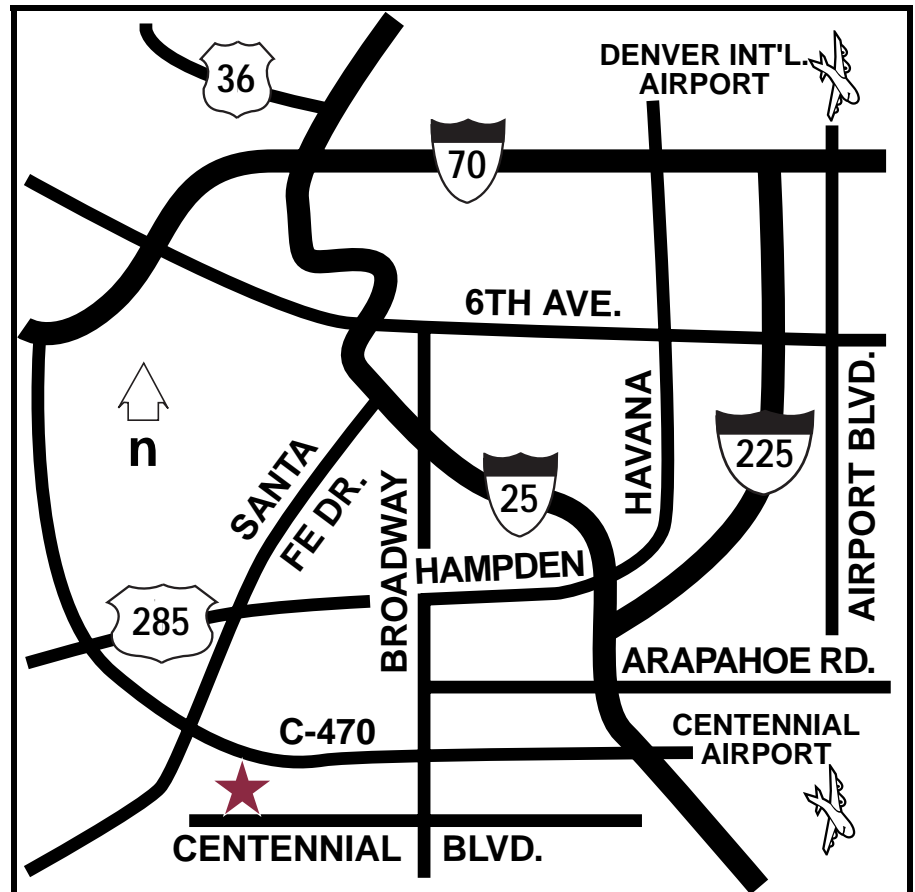 36
DENVER INT'L.
AIRPORT
70
6TH AVE.
n
HAVANA
225
AIRPORT BLVD.
SANTA
FE DR.
25
BROADWAY
HAMPDEN
285
ARAPAHOE RD.
C-470
CENTENNIAL
AIRPORT
CENTENNIAL BLVD.